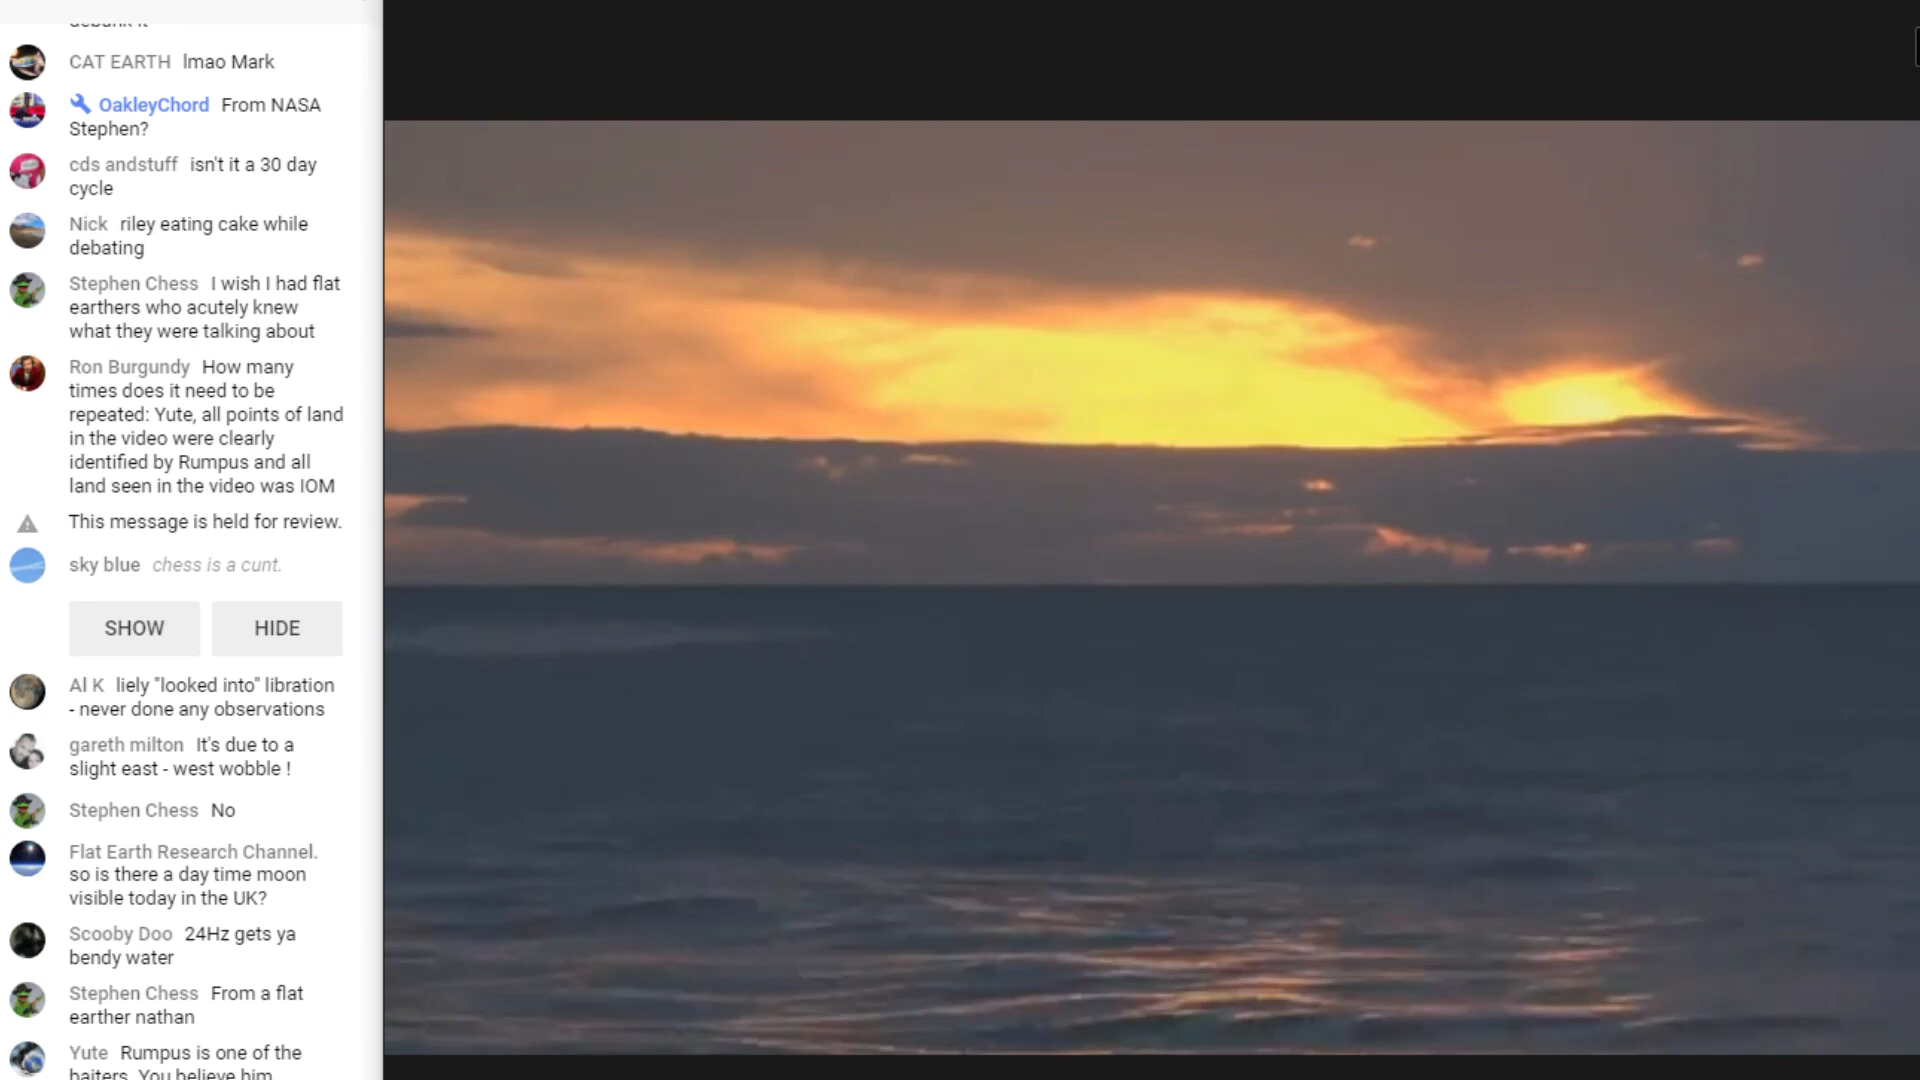 debunk it
CAT EARTH lmao Mark
OakleyChord From NASA
Stephen?
cds andstuff isn't it a 30 day
cycle
Nick riley eating cake while
debating
Stephen Chess I wish I had flat
earthers who acutely knew
what they were talking about
Ron Burgundy How many
times does it need to be
repeated: Yute, all points of land
in the video were clearly
identified by Rumpus and all
land seen in the video was IOM
This message is held for review.
sky blue chess is a cunt.
SHOW HIDE
Al K liely "looked into" libration
- never done any observations
gareth milton It's due to a
slight east - west wobble !
Stephen Chess No
Flat Earth Research Channel.
so is there a day time moon
visible today in the UK?
Scooby Doo 24Hz gets ya
bendy water
Stephen Chess From a flat
earther nathan
Yute Rumpus is one of the
baiters. You believe him